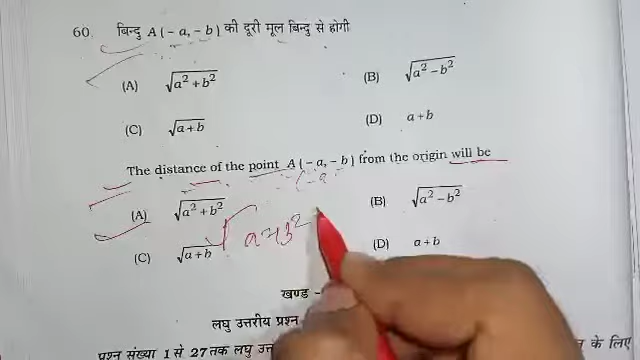 60. बिन्दु A (-a, -b) की दूरी मूल बिन्दु से होगी
(A) √a² + b² (B) √a² - b²
(C) √a + b (D) a + b
The distance of the point A (-a, -b) from the origin will be
(A) √a² + b² (B) √a² - b²
(C) √a + b (D) a + b
खण्ड -
लघु उत्तरीय प्रश्न
प्रश्न संख्या 1 से 27 तक लघु के लिए